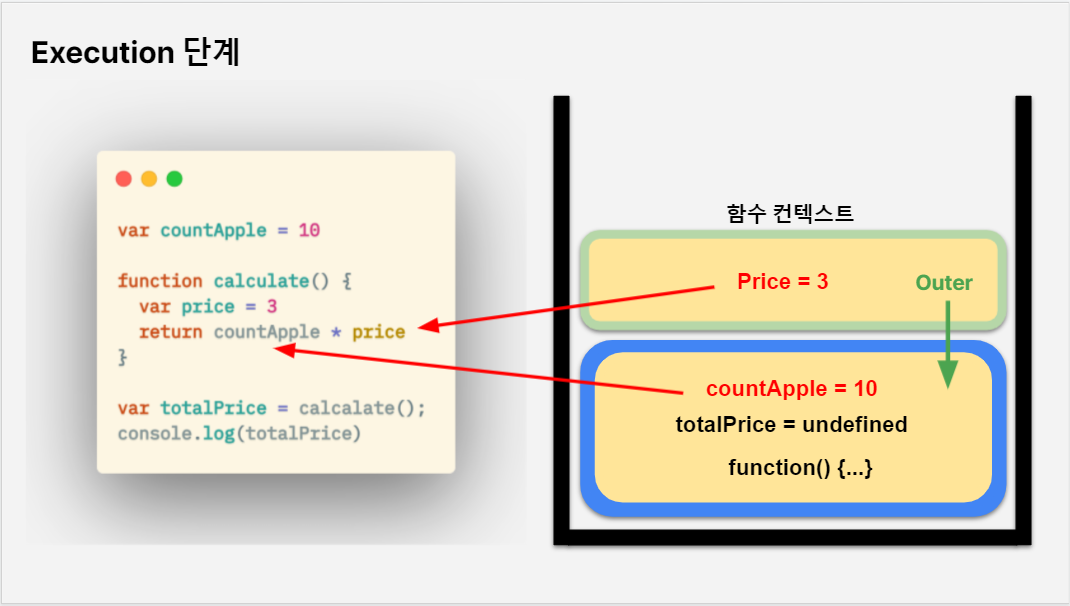 Execution 단계
var countApple = 10
function calculate() {
var price = 3
return countApple * price
}
var totalPrice = calcalate();
console.log(totalPrice)
함수 컨텍스트
Price = 3
Outer
countApple = 10
totalPrice = undefined
function() {...}